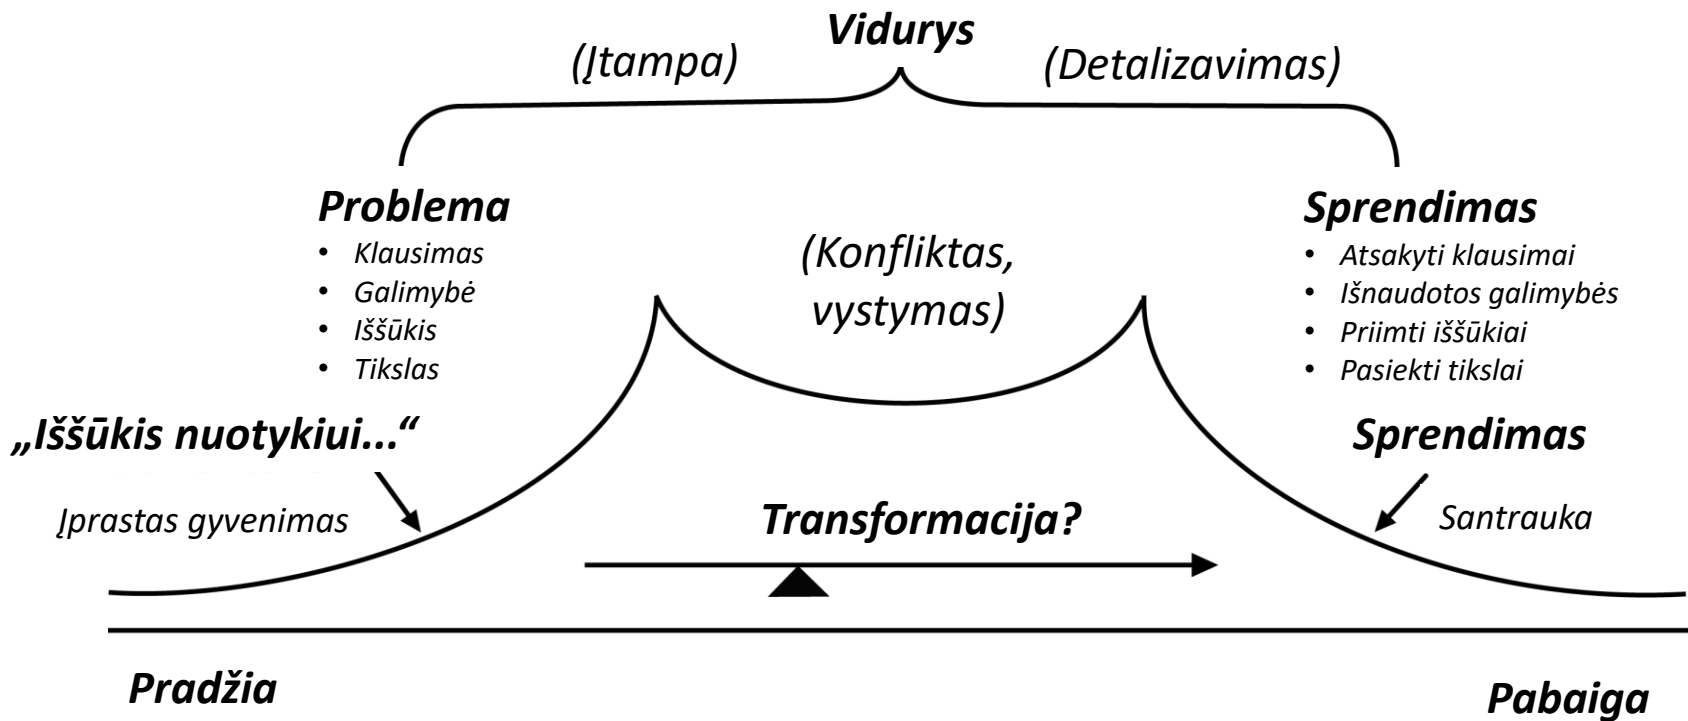 Vidurys
(Įtampa)
(Detalizavimas)
Problema
• Klausimas
• Galimybė
• Iššūkis
• Tikslas
(Konfliktas,
vystymas)
Sprendimas
• Atsakyti klausimai
• Išnaudotos galimybės
• Priimti iššūkiai
• Pasiekti tikslai
„Iššūkis nuotykiui...“
Įprastas gyvenimas
Transformacija?
Sprendimas
Santrauka
Pradžia
Pabaiga